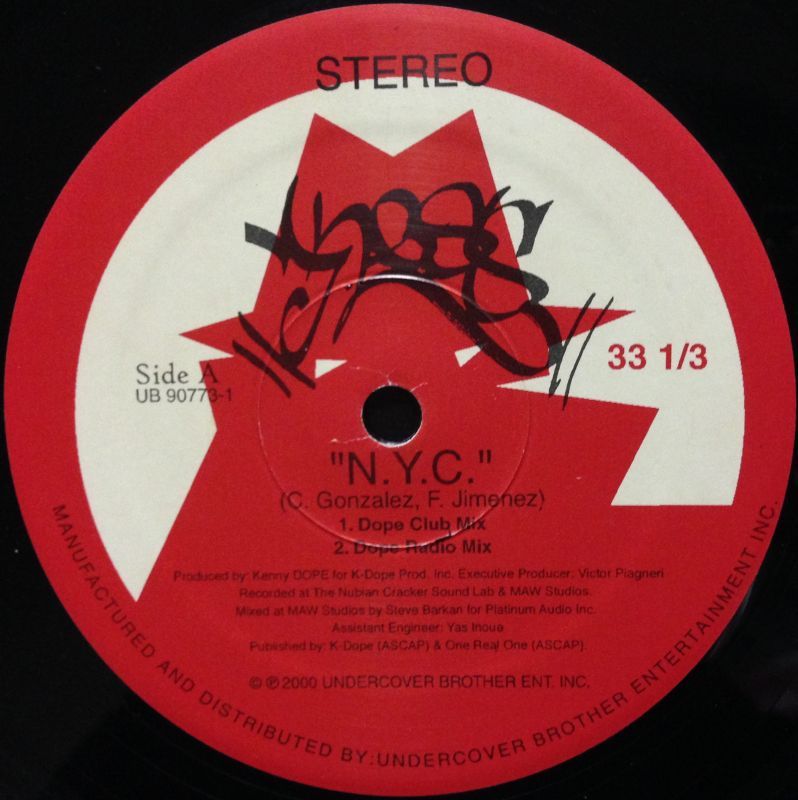 STEREO
33 1/3
Side A
UB 90773-1
"N.Y.C."
(C. Gonzalez, F. Jimenez)
1. Dope Club Mix
2. Dope Radio Mix
Produced by: Kenny DOPE for K-Dope Prod. Inc. Executive Producer: Victor Piagneri
Recorded at The Nubian Cracker Sound Lab & MAW Studios.
Mixed at MAW Studios by Steve Barkan for Platinum Audio Inc.
Assistant Engineer: Yas Inoue
Published by: K-Dope (ASCAP) & One Real One (ASCAP).
© ℗ 2000 UNDERCOVER BROTHER ENT. INC.
MANUFACTURED AND DISTRIBUTED BY: UNDERCOVER BROTHER ENTERTAINMENT INC.